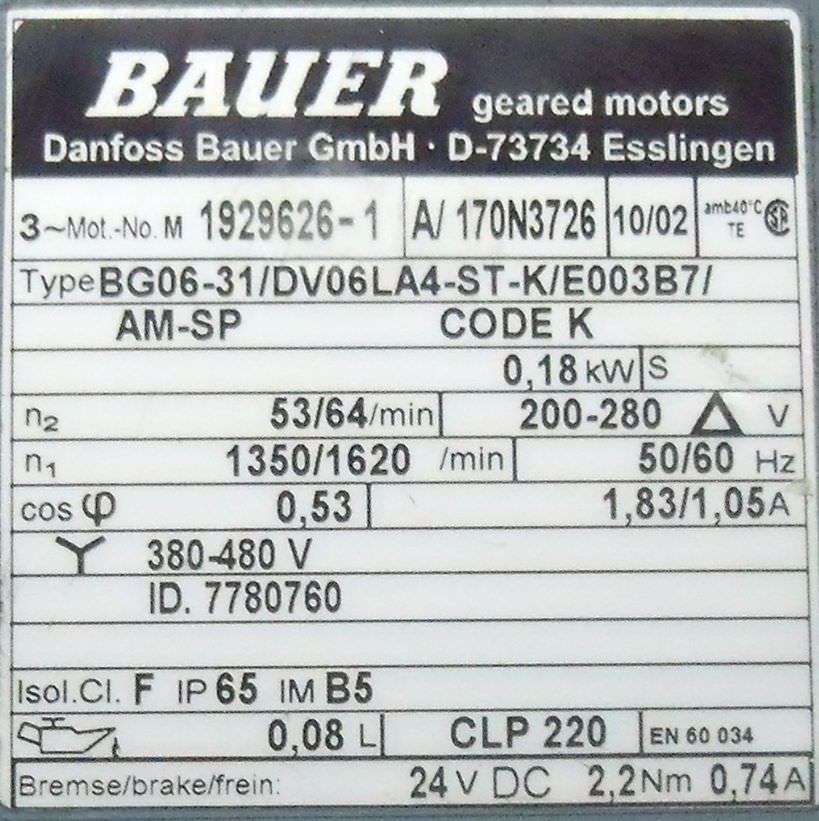 BAUER geared motors
Danfoss Bauer GmbH · D-73734 Esslingen
3~Mot.-No. M 1929626-1 A/ 170N3726 10/02 amb40°C TE SA
Type BG06-31/DV06LA4-ST-K/E003B7/
AM-SP CODE K
0,18 kW S
n2 53/64/min 200-280 Δ V
n1 1350/1620 /min 50/60 Hz
cos φ 0,53 1,83/1,05 A
Y 380-480 V
ID. 7780760
Isol.Cl. F IP 65 IM B5
0,08 L CLP 220 EN 60 034
Bremse/brake/frein: 24 V DC 2,2 Nm 0,74 A